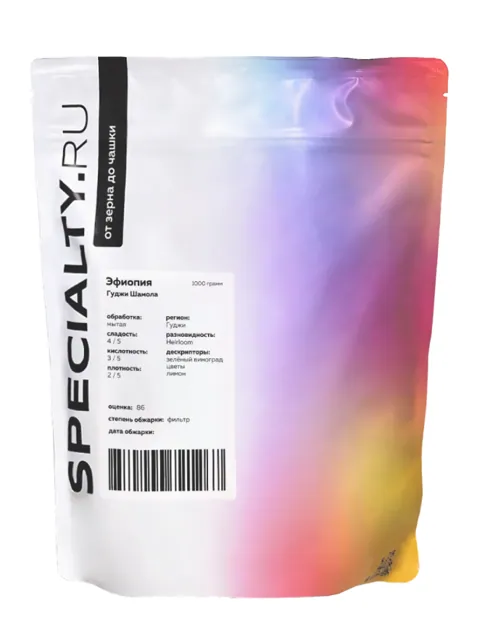 SPECIALTY.RU
от зерна до чашки
Эфиопия
1000 грамм
Гуджи Шамола
обработка:
мытая
сладость:
4 / 5
кислотность:
3 / 5
плотность:
2 / 5
регион:
Гуджи
разновидность:
Heirloom
дескрипторы:
зелёный виноград
цветы
лимон
оценка: 86
степень обжарки: фильтр
дата обжарки: